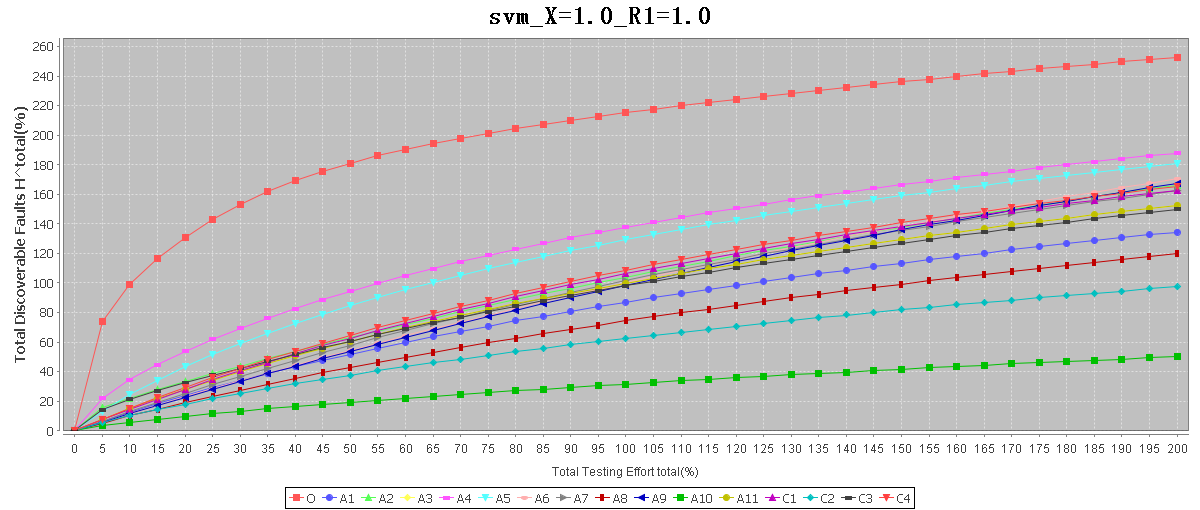 svm_X=1.0_R1=1.0
Total Discoverable Faults H^total(%)
260
240
220
200
180
160
140
120
100
80
60
40
20
0
0 5 10 15 20 25 30 35 40 45 50 55 60 65 70 75 80 85 90 95 100 105 110 115 120 125 130 135 140 145 150 155 160 165 170 175 180 185 190 195 200
Total Testing Effort total(%)
O A1 A2 A3 A4 A5 A6 A7 A8 A9 A10 A11 C1 C2 C3 C4